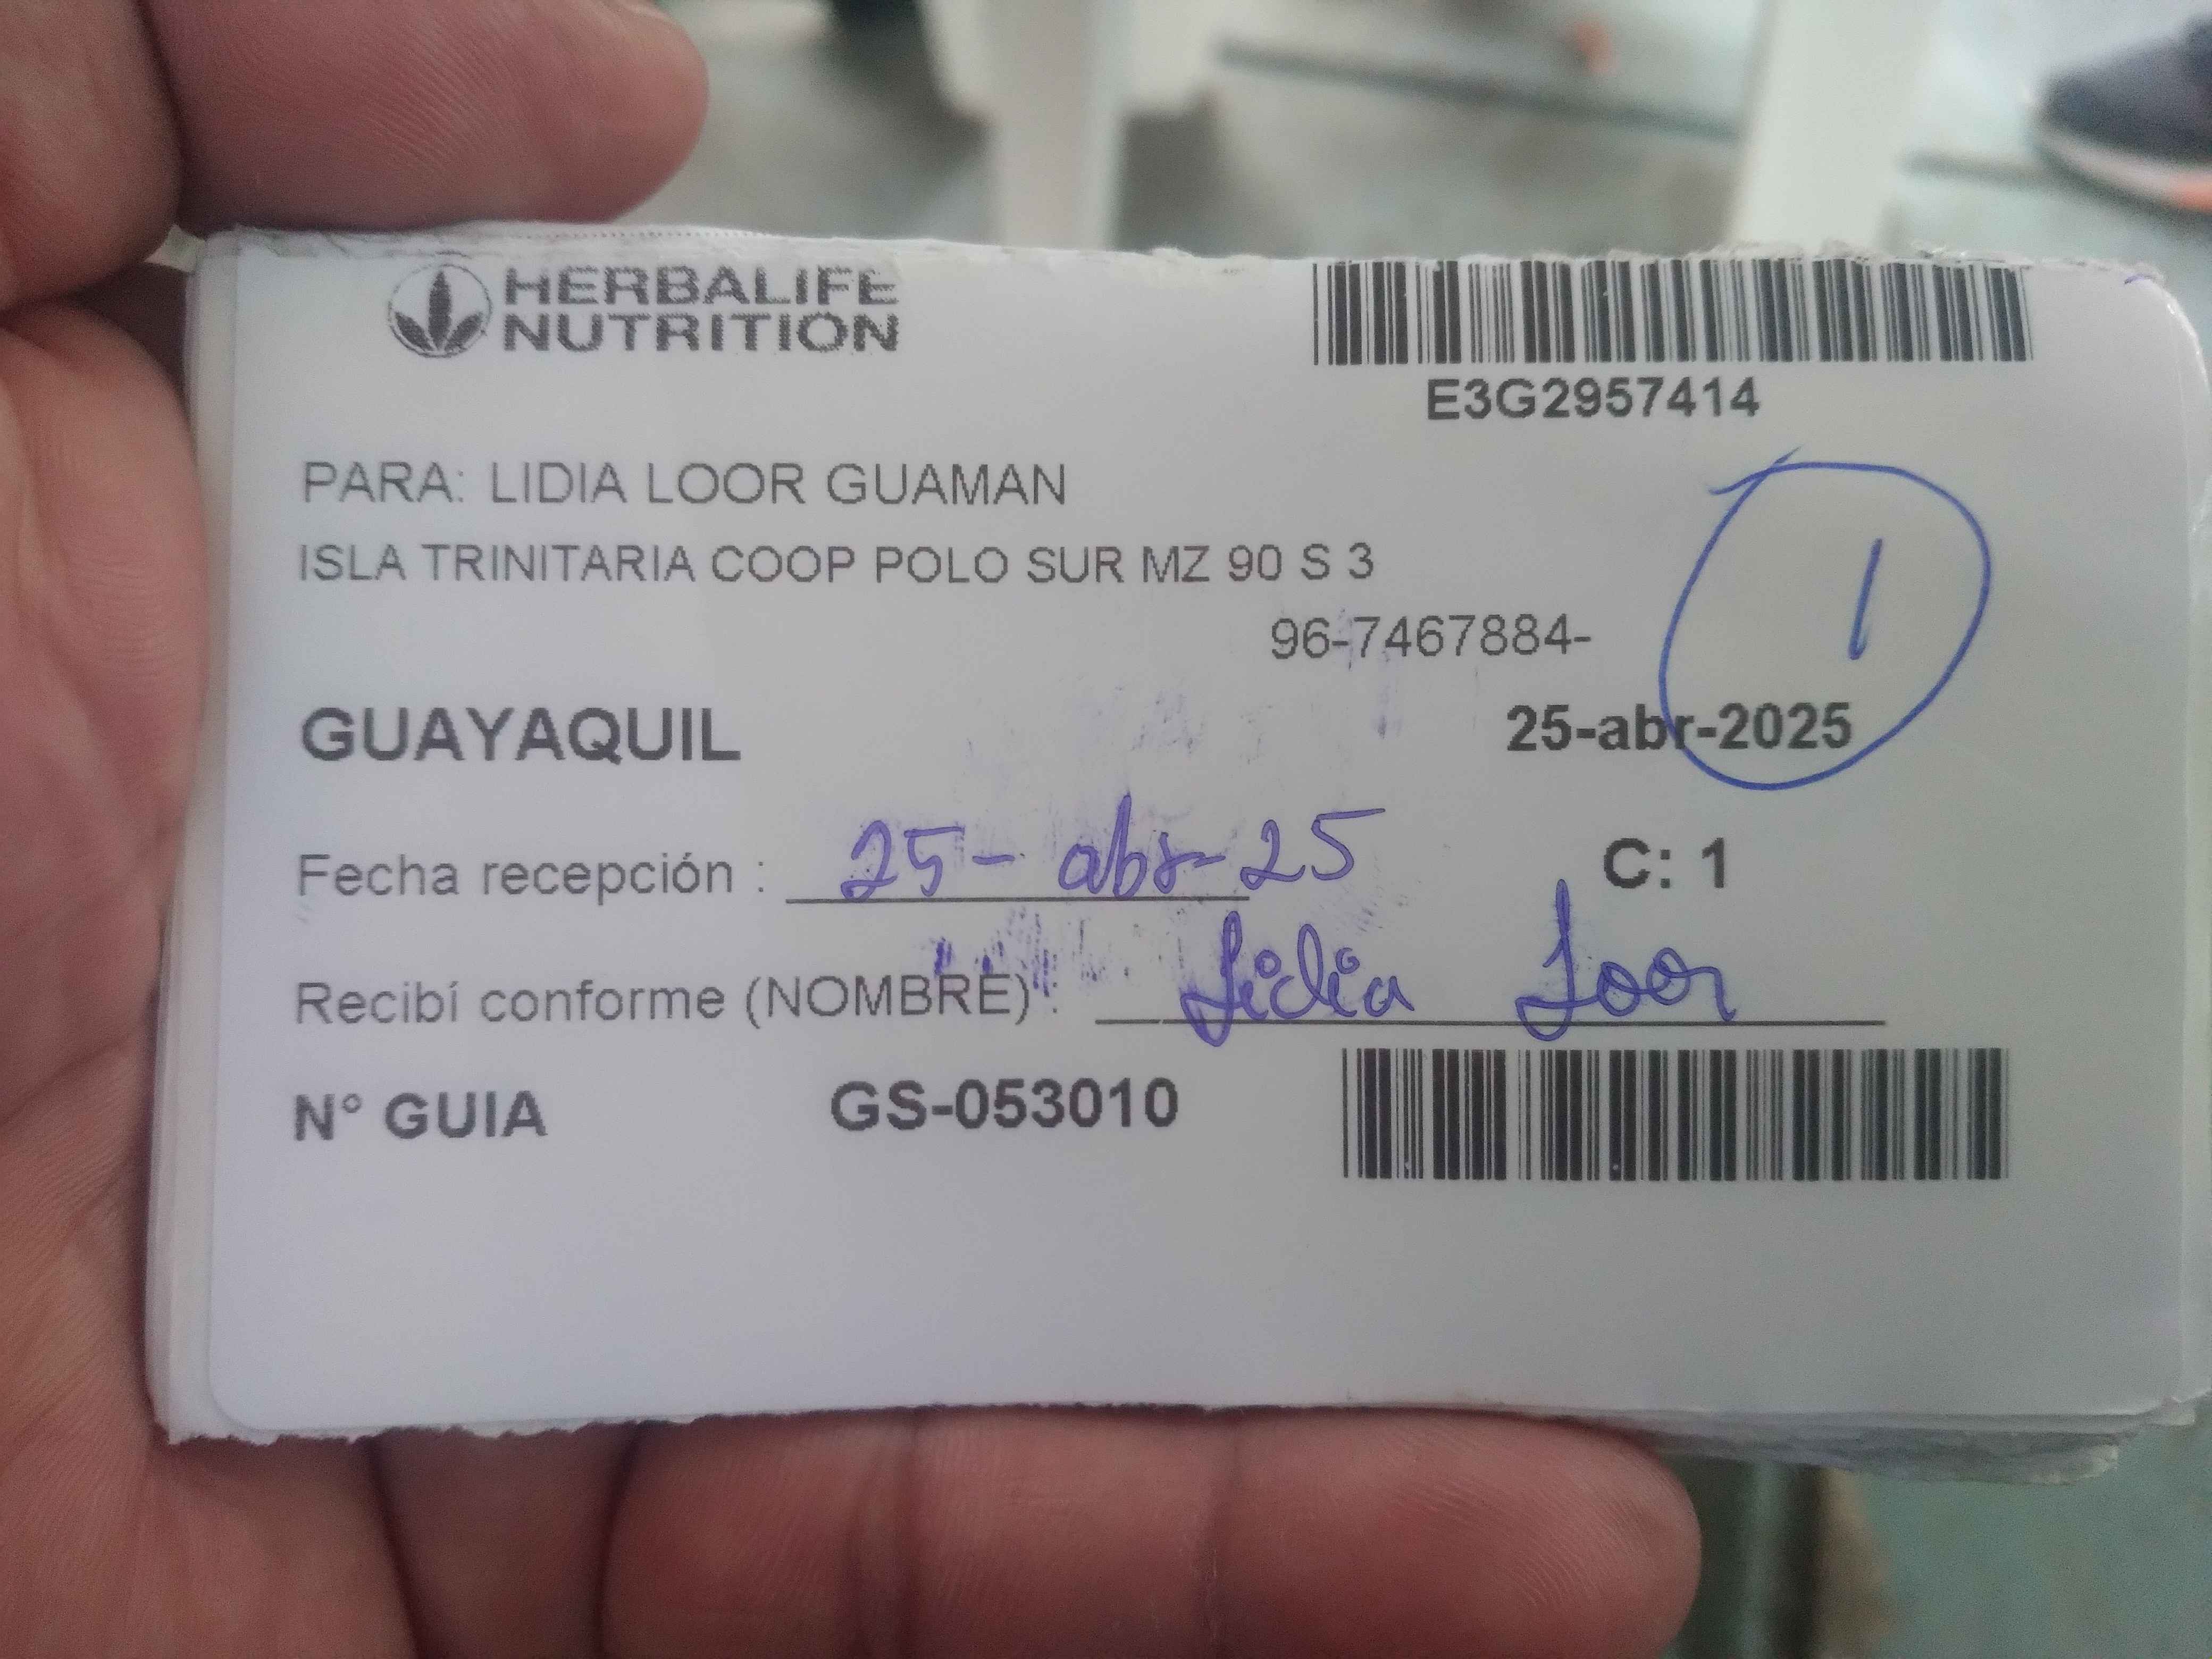 HERBALIFE
NUTRITION
E3G2957414
PARA: LIDIA LOOR GUAMAN
ISLA TRINITARIA COOP POLO SUR MZ 90 S 3
1
96-7467884-
GUAYAQUIL
25-abr-2025
Fecha recepción : 25- abr-25
C: 1
Recibí conforme (NOMBRE) : Lidia Loor
N° GUIA GS-053010